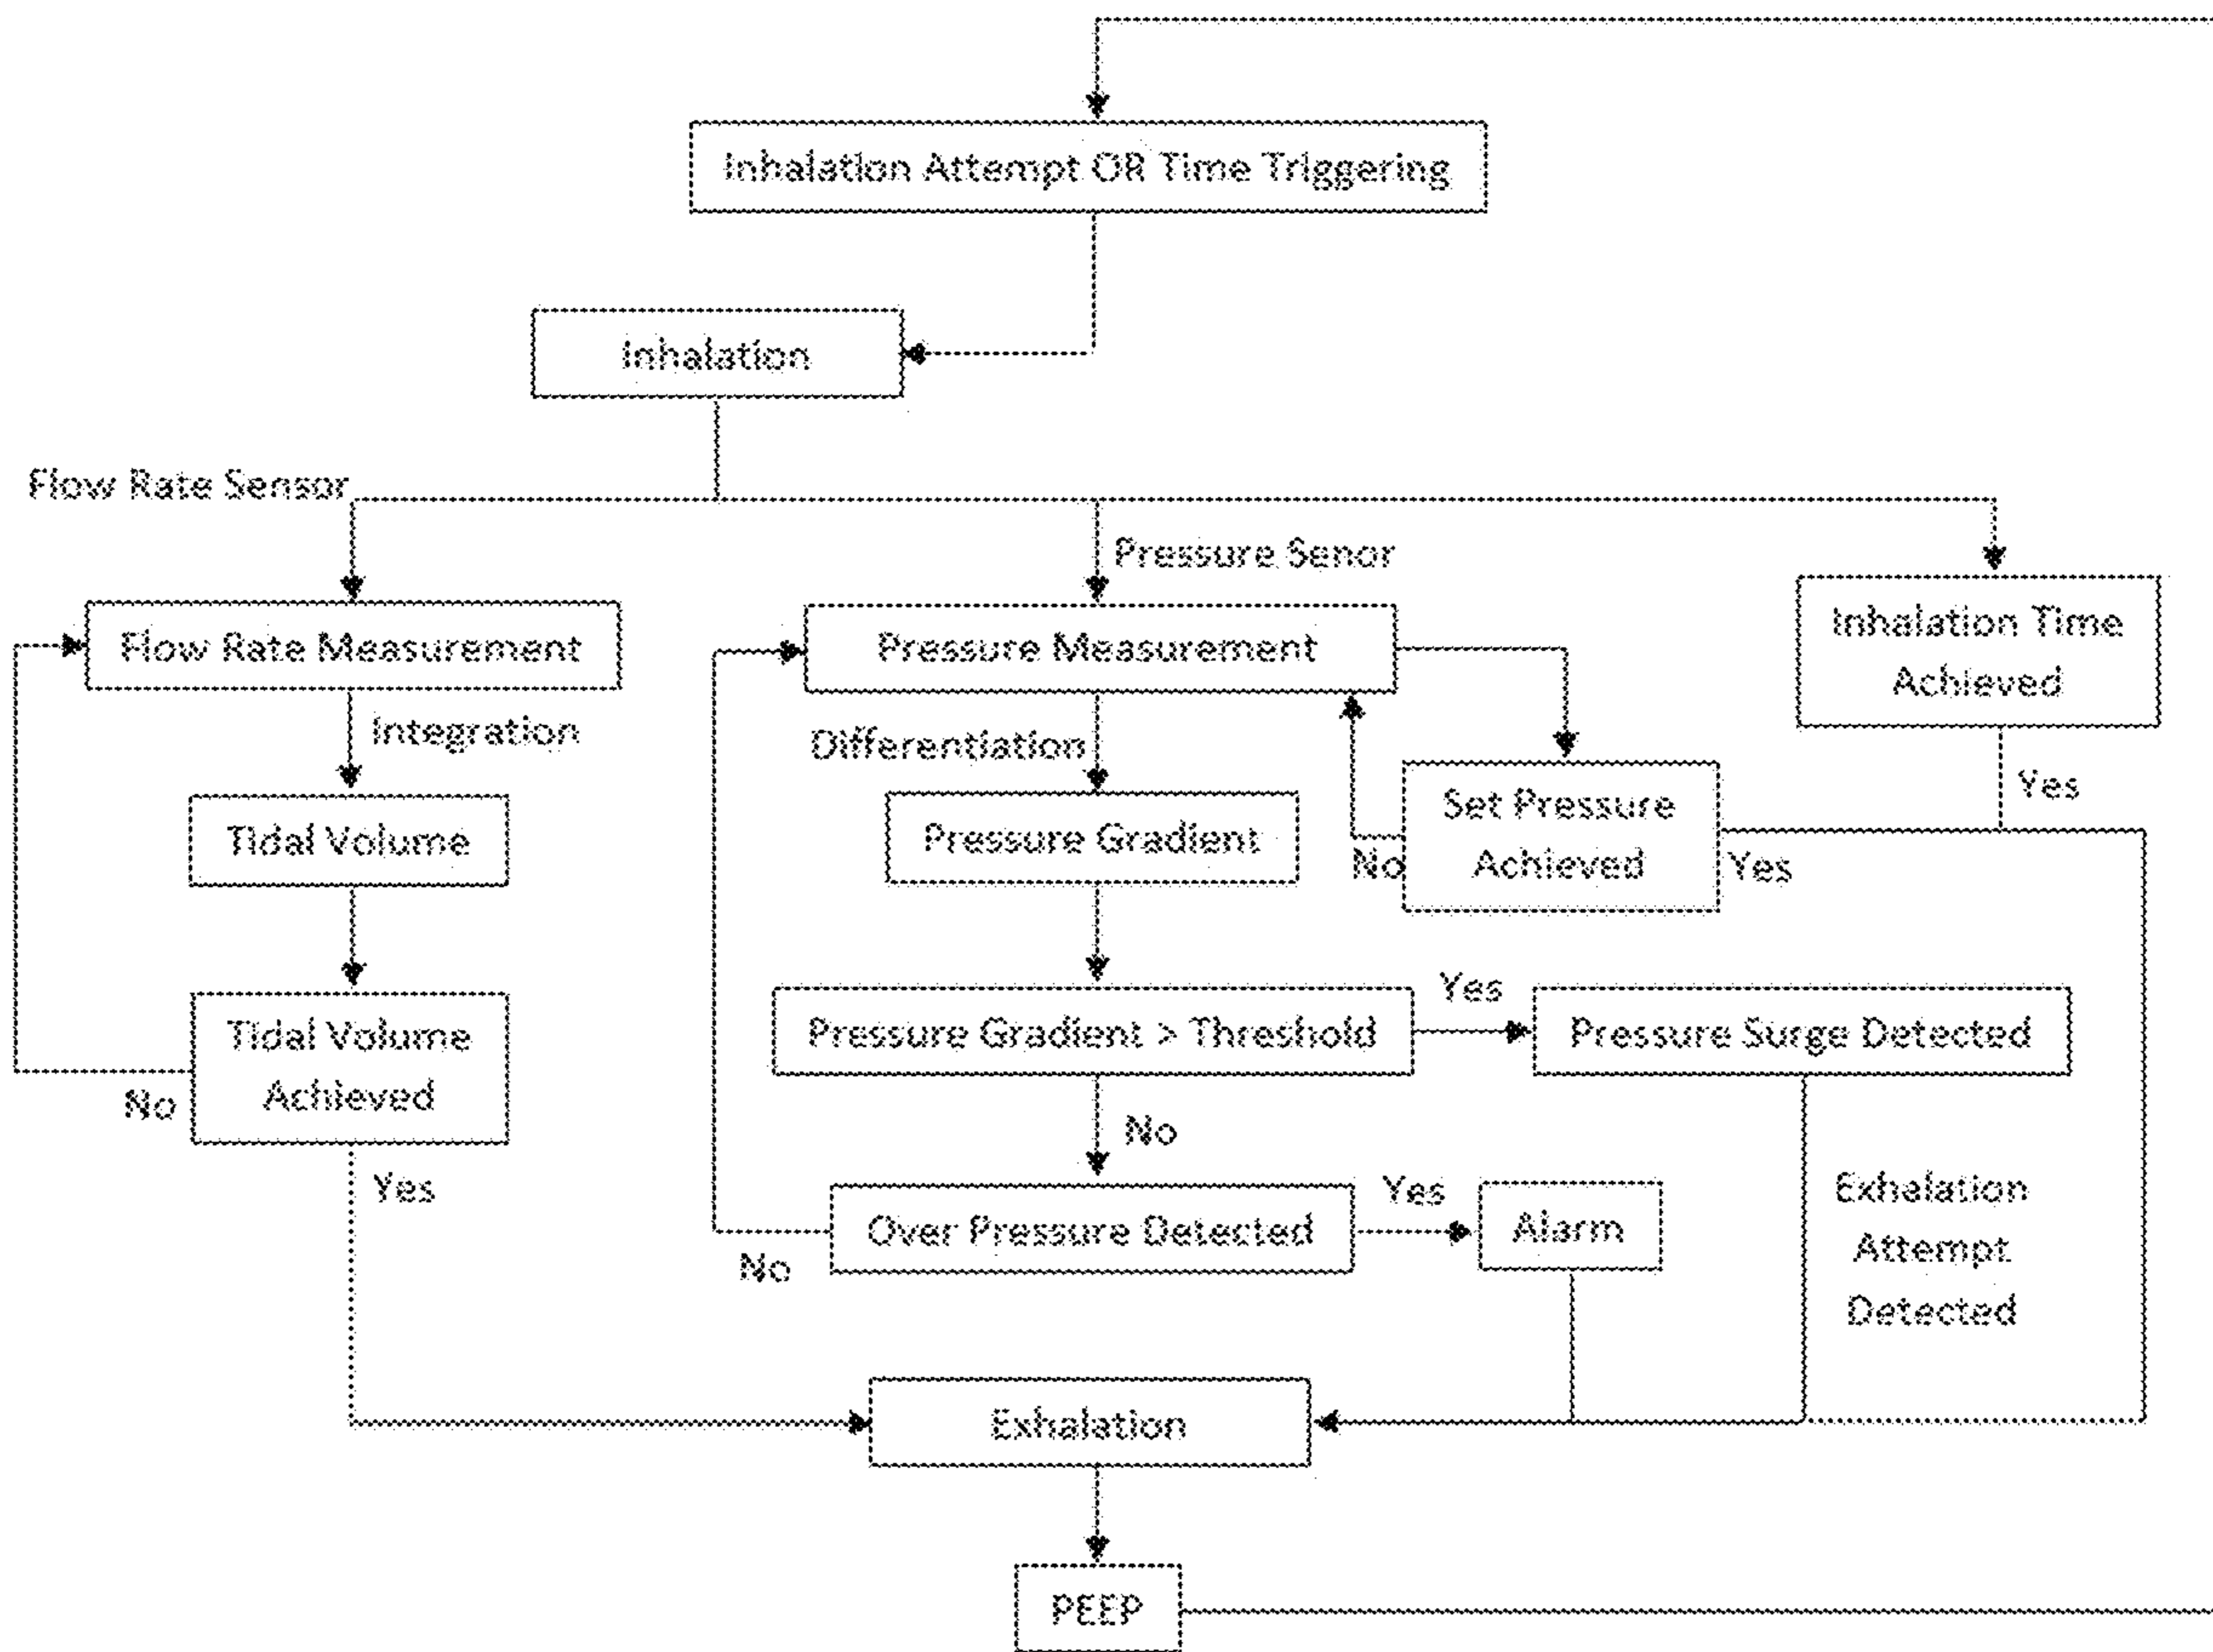 Inhalation Attempt OR Time Triggering
Inhalation
Flow Rate Sensor
Pressure Senor
Flow Rate Measurement
Pressure Measurement
Inhalation Time
Achieved
Integration
Differentiation
Set Pressure
Achieved
Yes
Tidal Volume
Pressure Gradient
No
Yes
Tidal Volume
Achieved
Pressure Gradient > Threshold
Yes
Pressure Surge Detected
No
No
Yes
Over Pressure Detected
Yes
Alarm
Exhalation
Attempt
Detected
No
Exhalation
PEEP